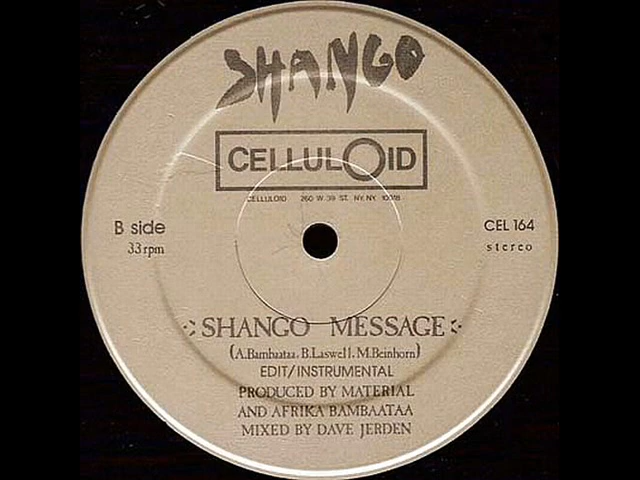 SHANGO
CELLULOID
CELLULOID 260 W. 39 ST. NY. NY. 10018
B side
CEL 164
33 rpm
stereo
SHANGO MESSAGE
(A.Bambaataa, B.Laswell, M.Beinhorn)
EDIT/INSTRUMENTAL
PRODUCED BY MATERIAL
AND AFRIKA BAMBAATAA
MIXED BY DAVE JERDEN